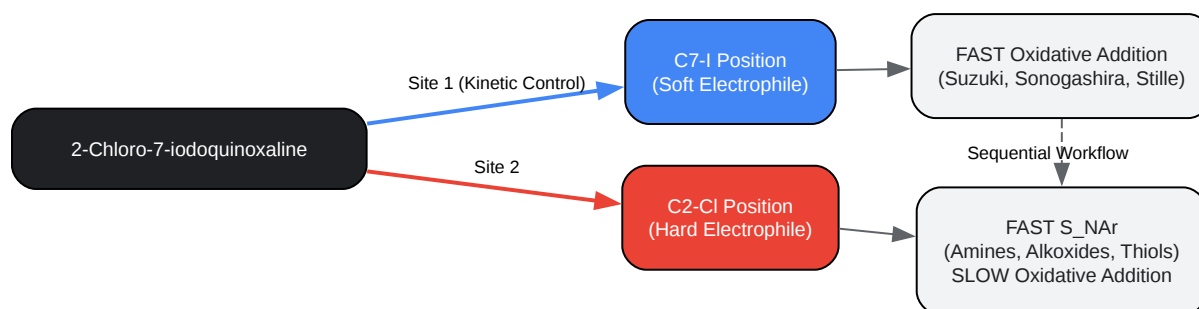 2-Chloro-7-iodoquinoxaline
Site 1 (Kinetic Control)
Site 2
C7-I Position
(Soft Electrophile)
C2-Cl Position
(Hard Electrophile)
FAST Oxidative Addition
(Suzuki, Sonogashira, Stille)
Sequential Workflow
FAST S_NAr
(Amines, Alkoxides, Thiols)
SLOW Oxidative Addition